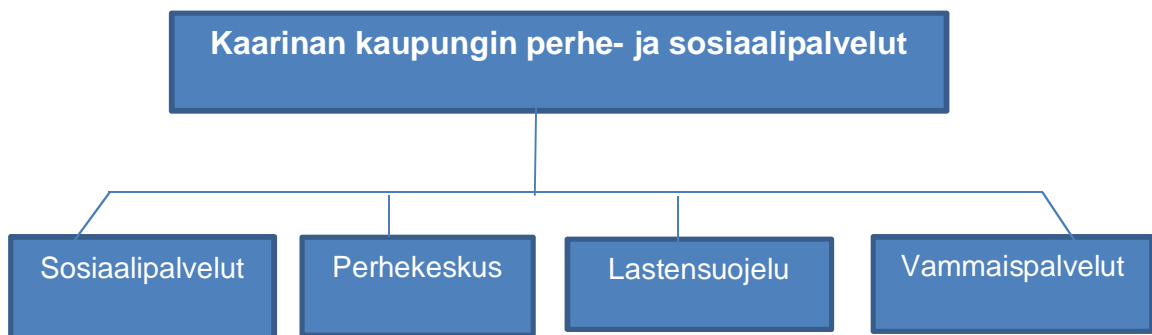 Kaarinan kaupungin perhe- ja sosiaalipalvelut
Sosiaalipalvelut
Perhekeskus
Lastensuojelu
Vammaispalvelut